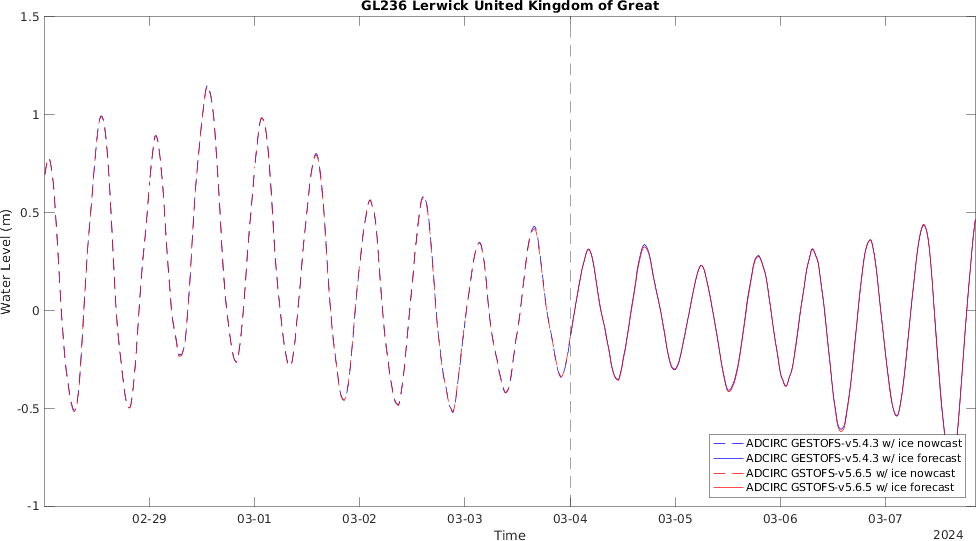 GL236 Lerwick United Kingdom of Great
1.5
1
0.5
0
-0.5
-1
Water Level (m)
ADCIRC GESTOFS-v5.4.3 w/ ice nowcast
ADCIRC GESTOFS-v5.4.3 w/ ice forecast
ADCIRC GSTOFS-v5.6.5 w/ ice nowcast
ADCIRC GSTOFS-v5.6.5 w/ ice forecast
02-29 03-01 03-02 03-03 03-04 03-05 03-06 03-07
Time
2024